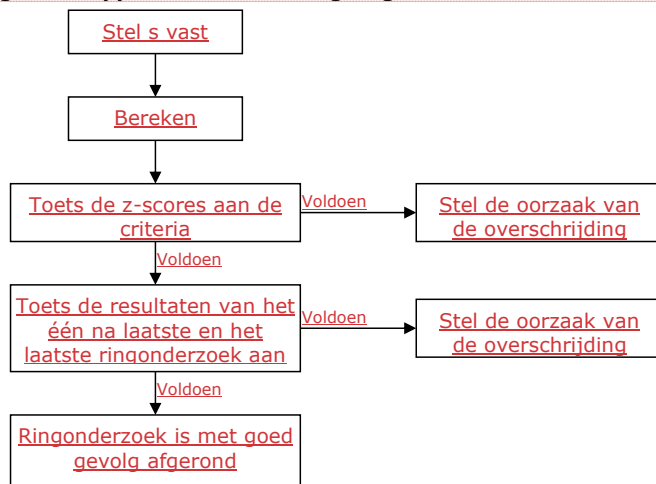 Stel s vast
Bereken
Toets de z-scores aan de
criteria
Voldoen
Stel de oorzaak van
de overschrijding
Voldoen
Toets de resultaten van het
één na laatste en het
laatste ringonderzoek aan
Voldoen
Stel de oorzaak van
de overschrijding
Voldoen
Ringonderzoek is met goed
gevolg afgerond